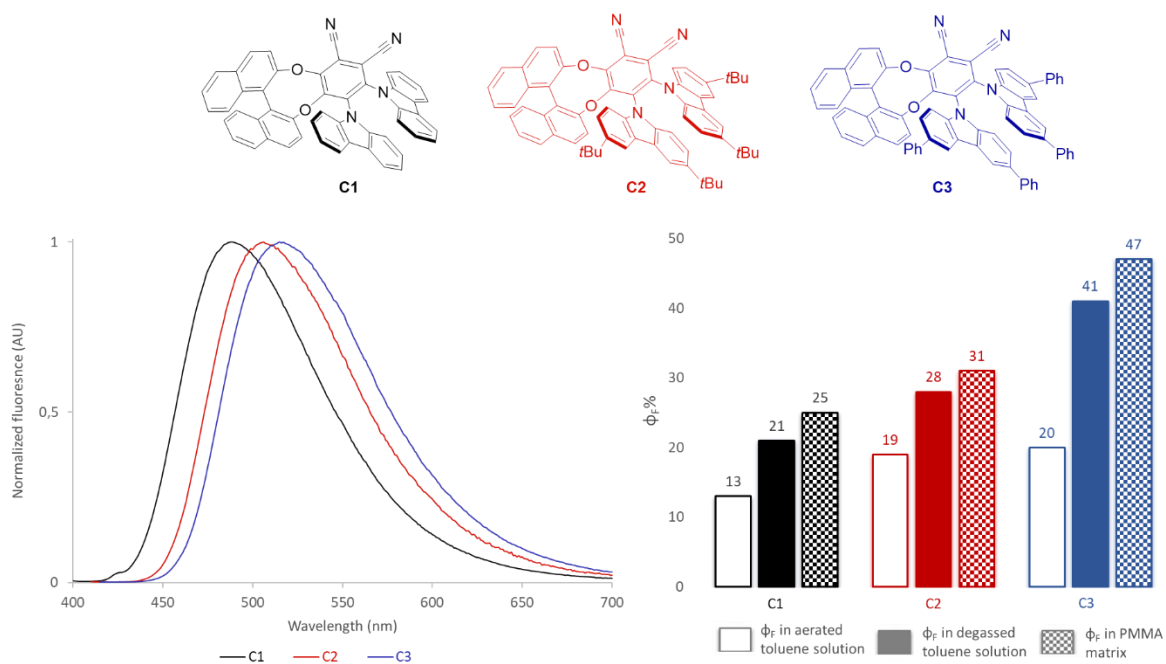 N
N
O
O
N
N
C1
N
N
tBu
O
O
N
N
tBu
tBu
tBu
C2
N
N
Ph
O
O
N
N
Ph
Ph
Ph
C3
Normalized fluoresnce (AU)
1
0,5
0
400
450
500
550
600
650
700
Wavelength (nm)
C1
C2
C3
ϕF%
50
40
30
20
10
0
13
21
25
19
28
31
20
41
47
C1
C2
C3
ϕF in aerated
toluene solution
ϕF in degassed
toluene solution
ϕF in PMMA
matrix